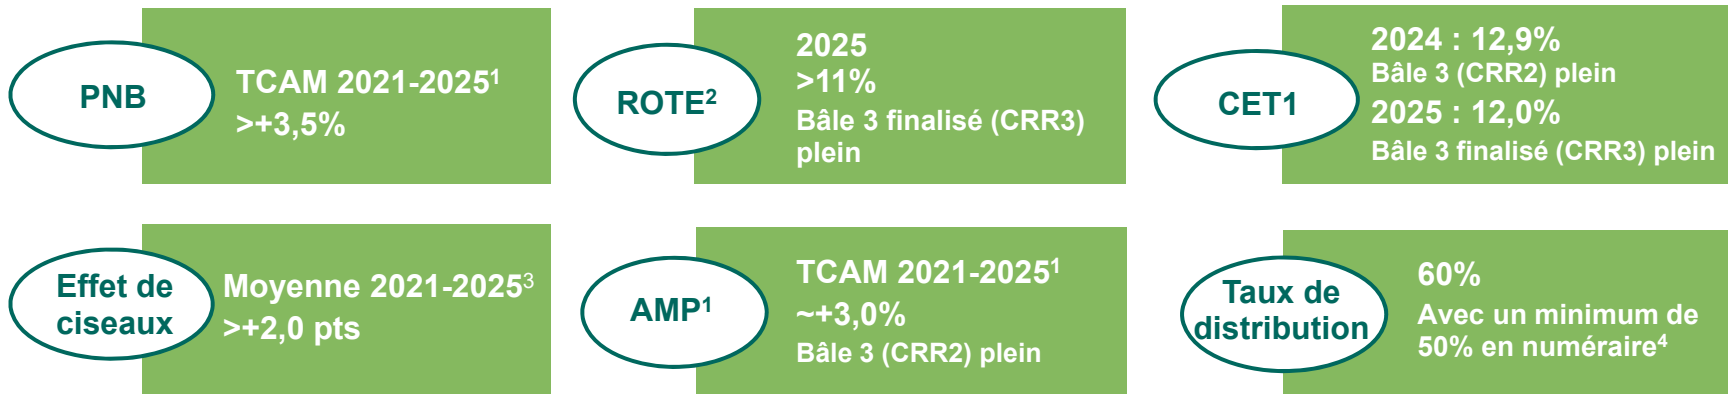 PNB
TCAM 2021-2025¹
>+3,5%
ROTE²
2025
>11%
Bâle 3 finalisé (CRR3)
plein
CET1
2024 : 12,9%
Bâle 3 (CRR2) plein
2025 : 12,0%
Bâle 3 finalisé (CRR3) plein
Effet de
ciseaux
Moyenne 2021-2025³
>+2,0 pts
AMP¹
TCAM 2021-2025¹
~+3,0%
Bâle 3 (CRR2) plein
Taux de
distribution
60%
Avec un minimum de
50% en numéraire⁴